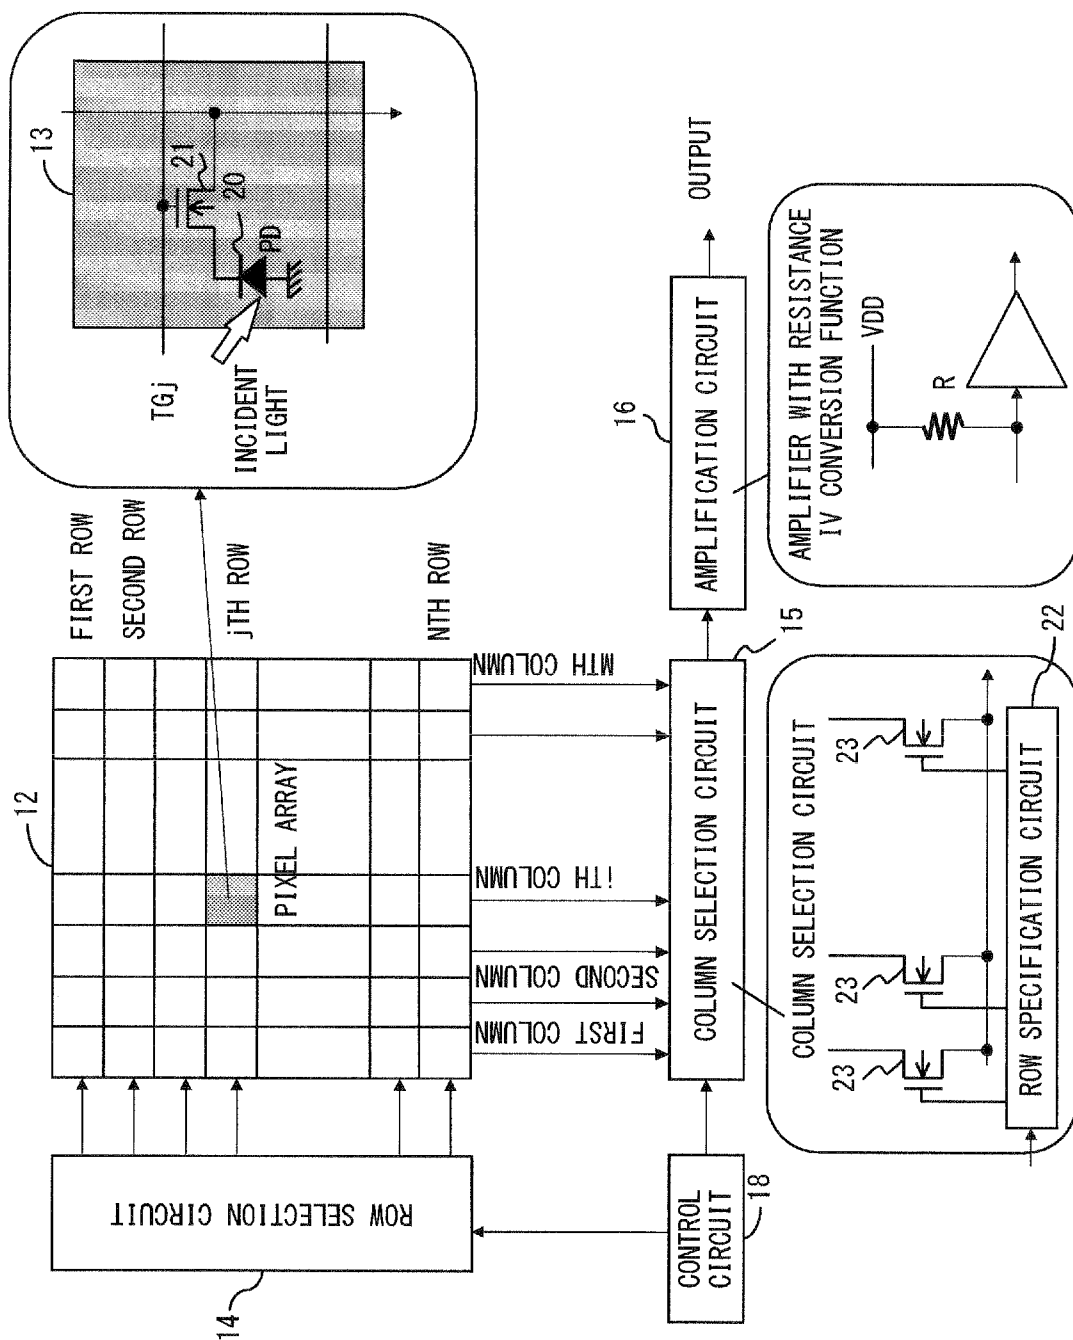 12
PIXEL ARRAY
FIRST ROW
SECOND ROW
jTH ROW
NTH ROW
13
TGj
21
20
PD
INCIDENT
LIGHT
14
ROW SELECTION CIRCUIT
FIRST COLUMN
SECOND COLUMN
iTH COLUMN
MTH COLUMN
CONTROL
CIRCUIT
18
COLUMN SELECTION CIRCUIT
15
16
AMPLIFICATION CIRCUIT
OUTPUT
COLUMN SELECTION CIRCUIT
23
23
23
ROW SPECIFICATION CIRCUIT
22
AMPLIFIER WITH RESISTANCE
IV CONVERSION FUNCTION
VDD
R